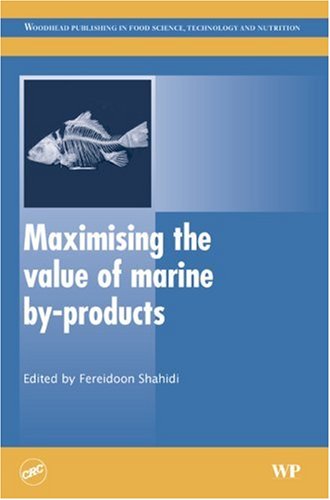 WOODHEAD PUBLISHING IN FOOD SCIENCE, TECHNOLOGY AND NUTRITION
Maximising the
value of marine
by-products
Edited by Fereidoon Shahidi
CRC
WP